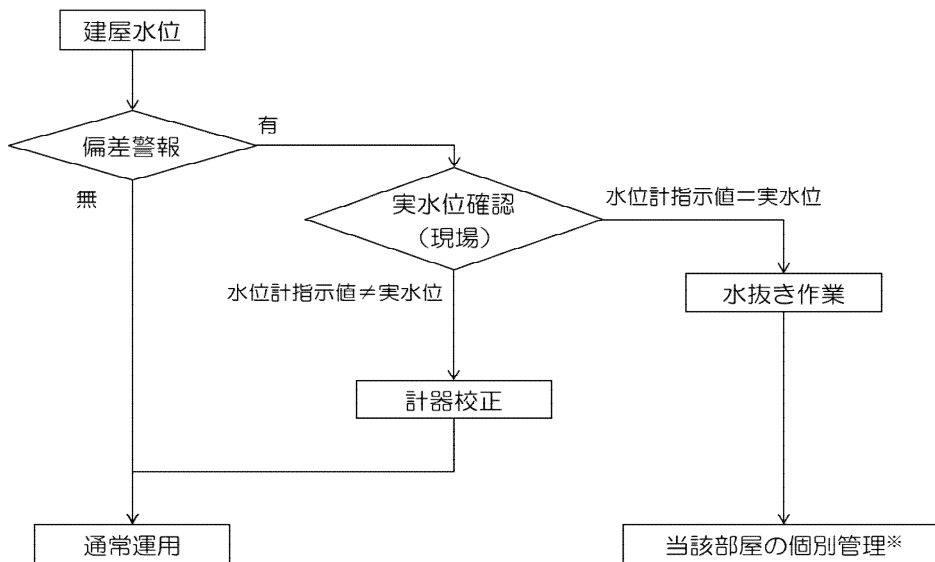 建屋水位
偏差警報
有
無
実水位確認
（現場）
水位計指示値＝実水位
水位計指示値≠実水位
水抜き作業
計器校正
通常運用
当該部屋の個別管理※